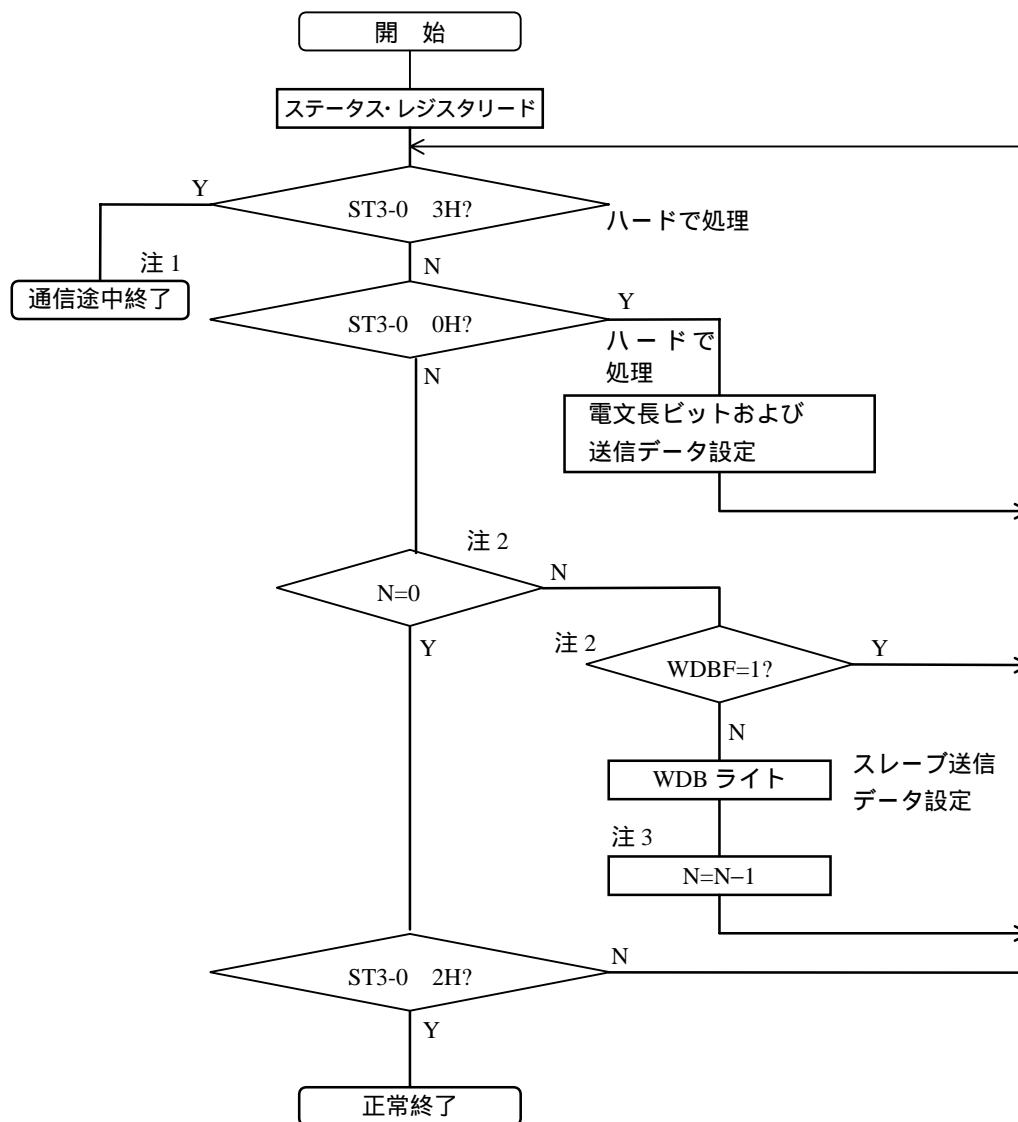 開　始
ステータス・レジスタリード
Y
ST3-0　3H?
ハードで処理
注 1
N
通信途中終了
ST3-0　0H?
Y
ハードで
処理
N
電文長ビットおよび
送信データ設定
注 2
N=0
N
Y
注 2
WDBF=1?
Y
N
WDB ライト
スレーブ送信
データ設定
注 3
N=N−1
ST3-0　2H?
N
Y
正常終了